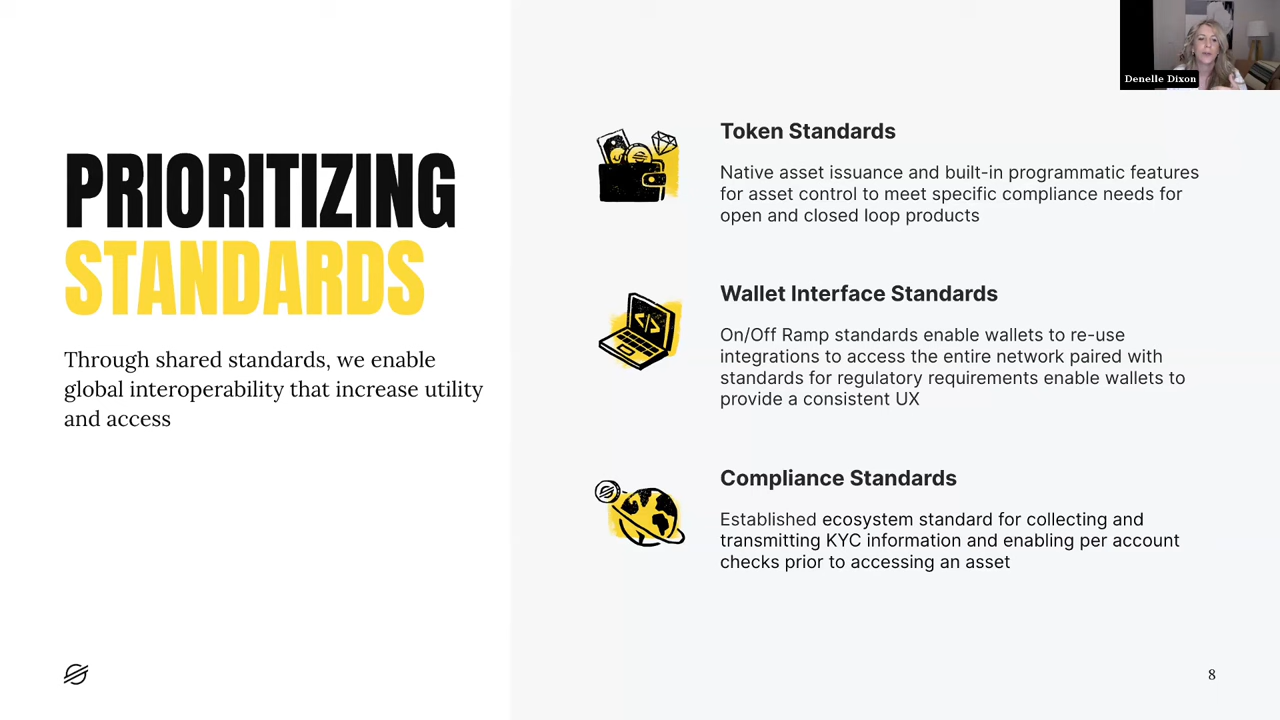 Denelle Dixon
PRIORITIZING
STANDARDS
Through shared standards, we enable
global interoperability that increase utility
and access
Token Standards
Native asset issuance and built-in programmatic features
for asset control to meet specific compliance needs for
open and closed loop products
Wallet Interface Standards
On/Off Ramp standards enable wallets to re-use
integrations to access the entire network paired with
standards for regulatory requirements enable wallets to
provide a consistent UX
Compliance Standards
Established ecosystem standard for collecting and
transmitting KYC information and enabling per account
checks prior to accessing an asset
8